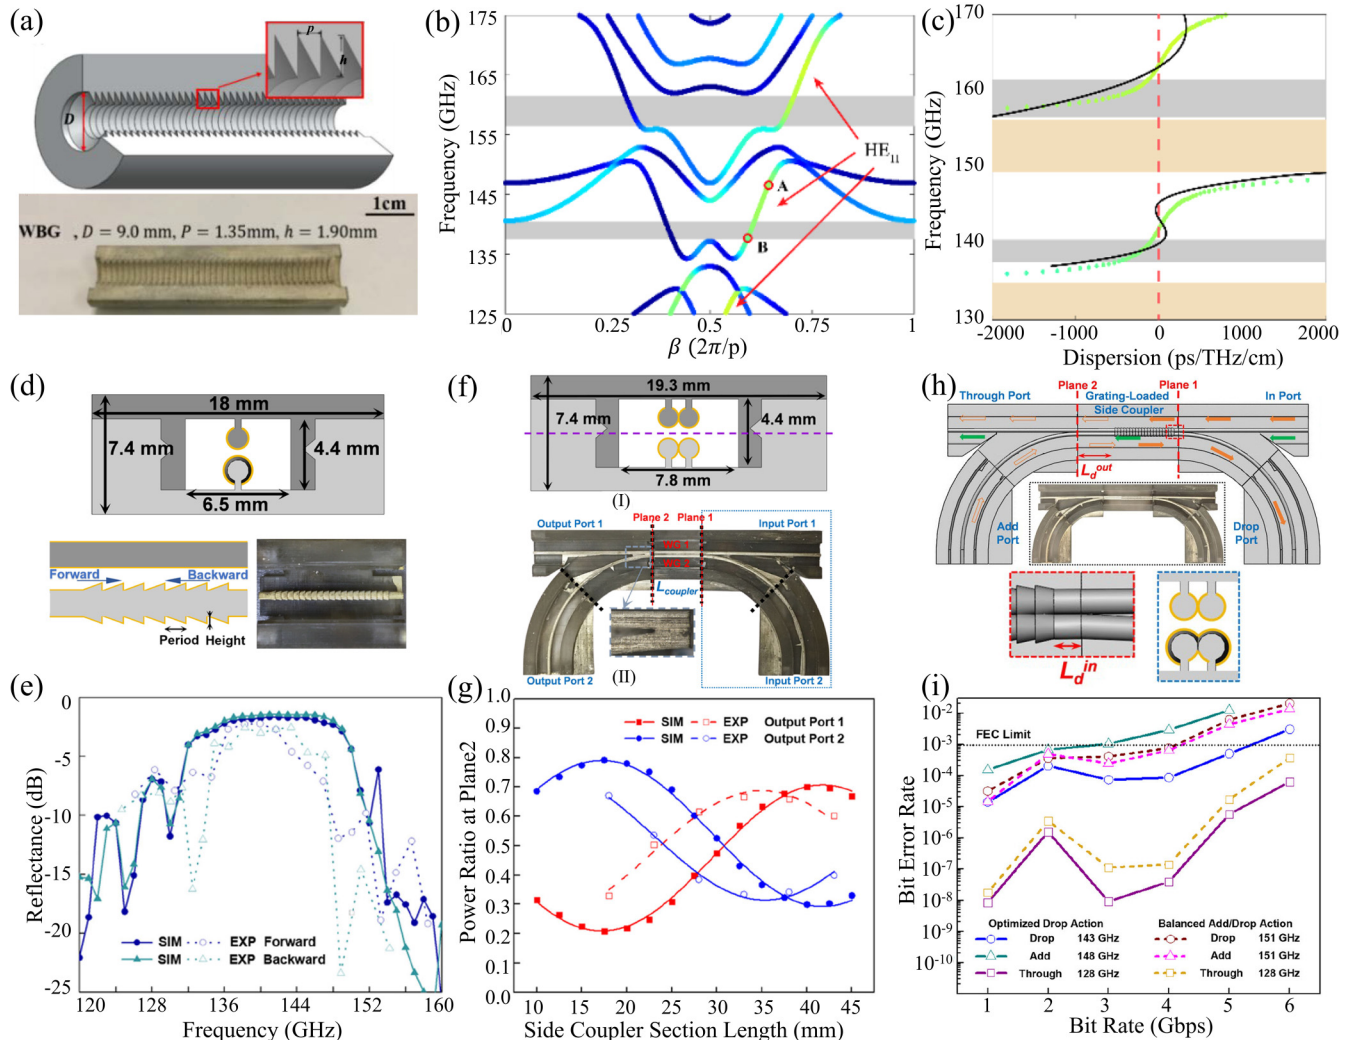 (a)
p
h
D
1cm
WBG , D = 9.0 mm, P = 1.35mm, h = 1.90mm
(b)
175
165
155
145
135
125
Frequency (GHz)
0
0.25
0.5
0.75
1
β (2π/p)
HE11
A
B
(c)
170
160
150
140
130
Frequency (GHz)
-2000
-1000
0
1000
2000
Dispersion (ps/THz/cm)
(d)
18 mm
7.4 mm
4.4 mm
6.5 mm
Forward
Backward
Period
Height
(e)
0
-5
-10
-15
-20
-25
Reflectance (dB)
SIM EXP Forward
SIM EXP Backward
120
128
136
144
152
160
Frequency (GHz)
(f)
19.3 mm
7.4 mm
4.4 mm
7.8 mm
(I)
Output Port 1
Plane 2
Plane 1
Input Port 1
WG 1
WG 2
Lcoupler
Output Port 2
(II)
Input Port 2
(g)
1.0
0.9
0.8
0.7
0.6
0.5
0.4
0.3
0.2
0.1
0.0
Power Ratio at Plane2
SIM EXP Output Port 1
SIM EXP Output Port 2
10
15
20
25
30
35
40
45
Side Coupler Section Length (mm)
(h)
Plane 2
Plane 1
Through Port
Grating-Loaded
Side Coupler
In Port
Ldout
Add
Port
Drop
Port
Ldin
(i)
10-2
10-3
10-4
10-5
10-6
10-7
10-8
10-9
10-10
Bit Error Rate
FEC Limit
Optimized Drop Action
Drop 143 GHz
Add 148 GHz
Through 128 GHz
Balanced Add/Drop Action
Drop 151 GHz
Add 151 GHz
Through 128 GHz
1
2
3
4
5
6
Bit Rate (Gbps)